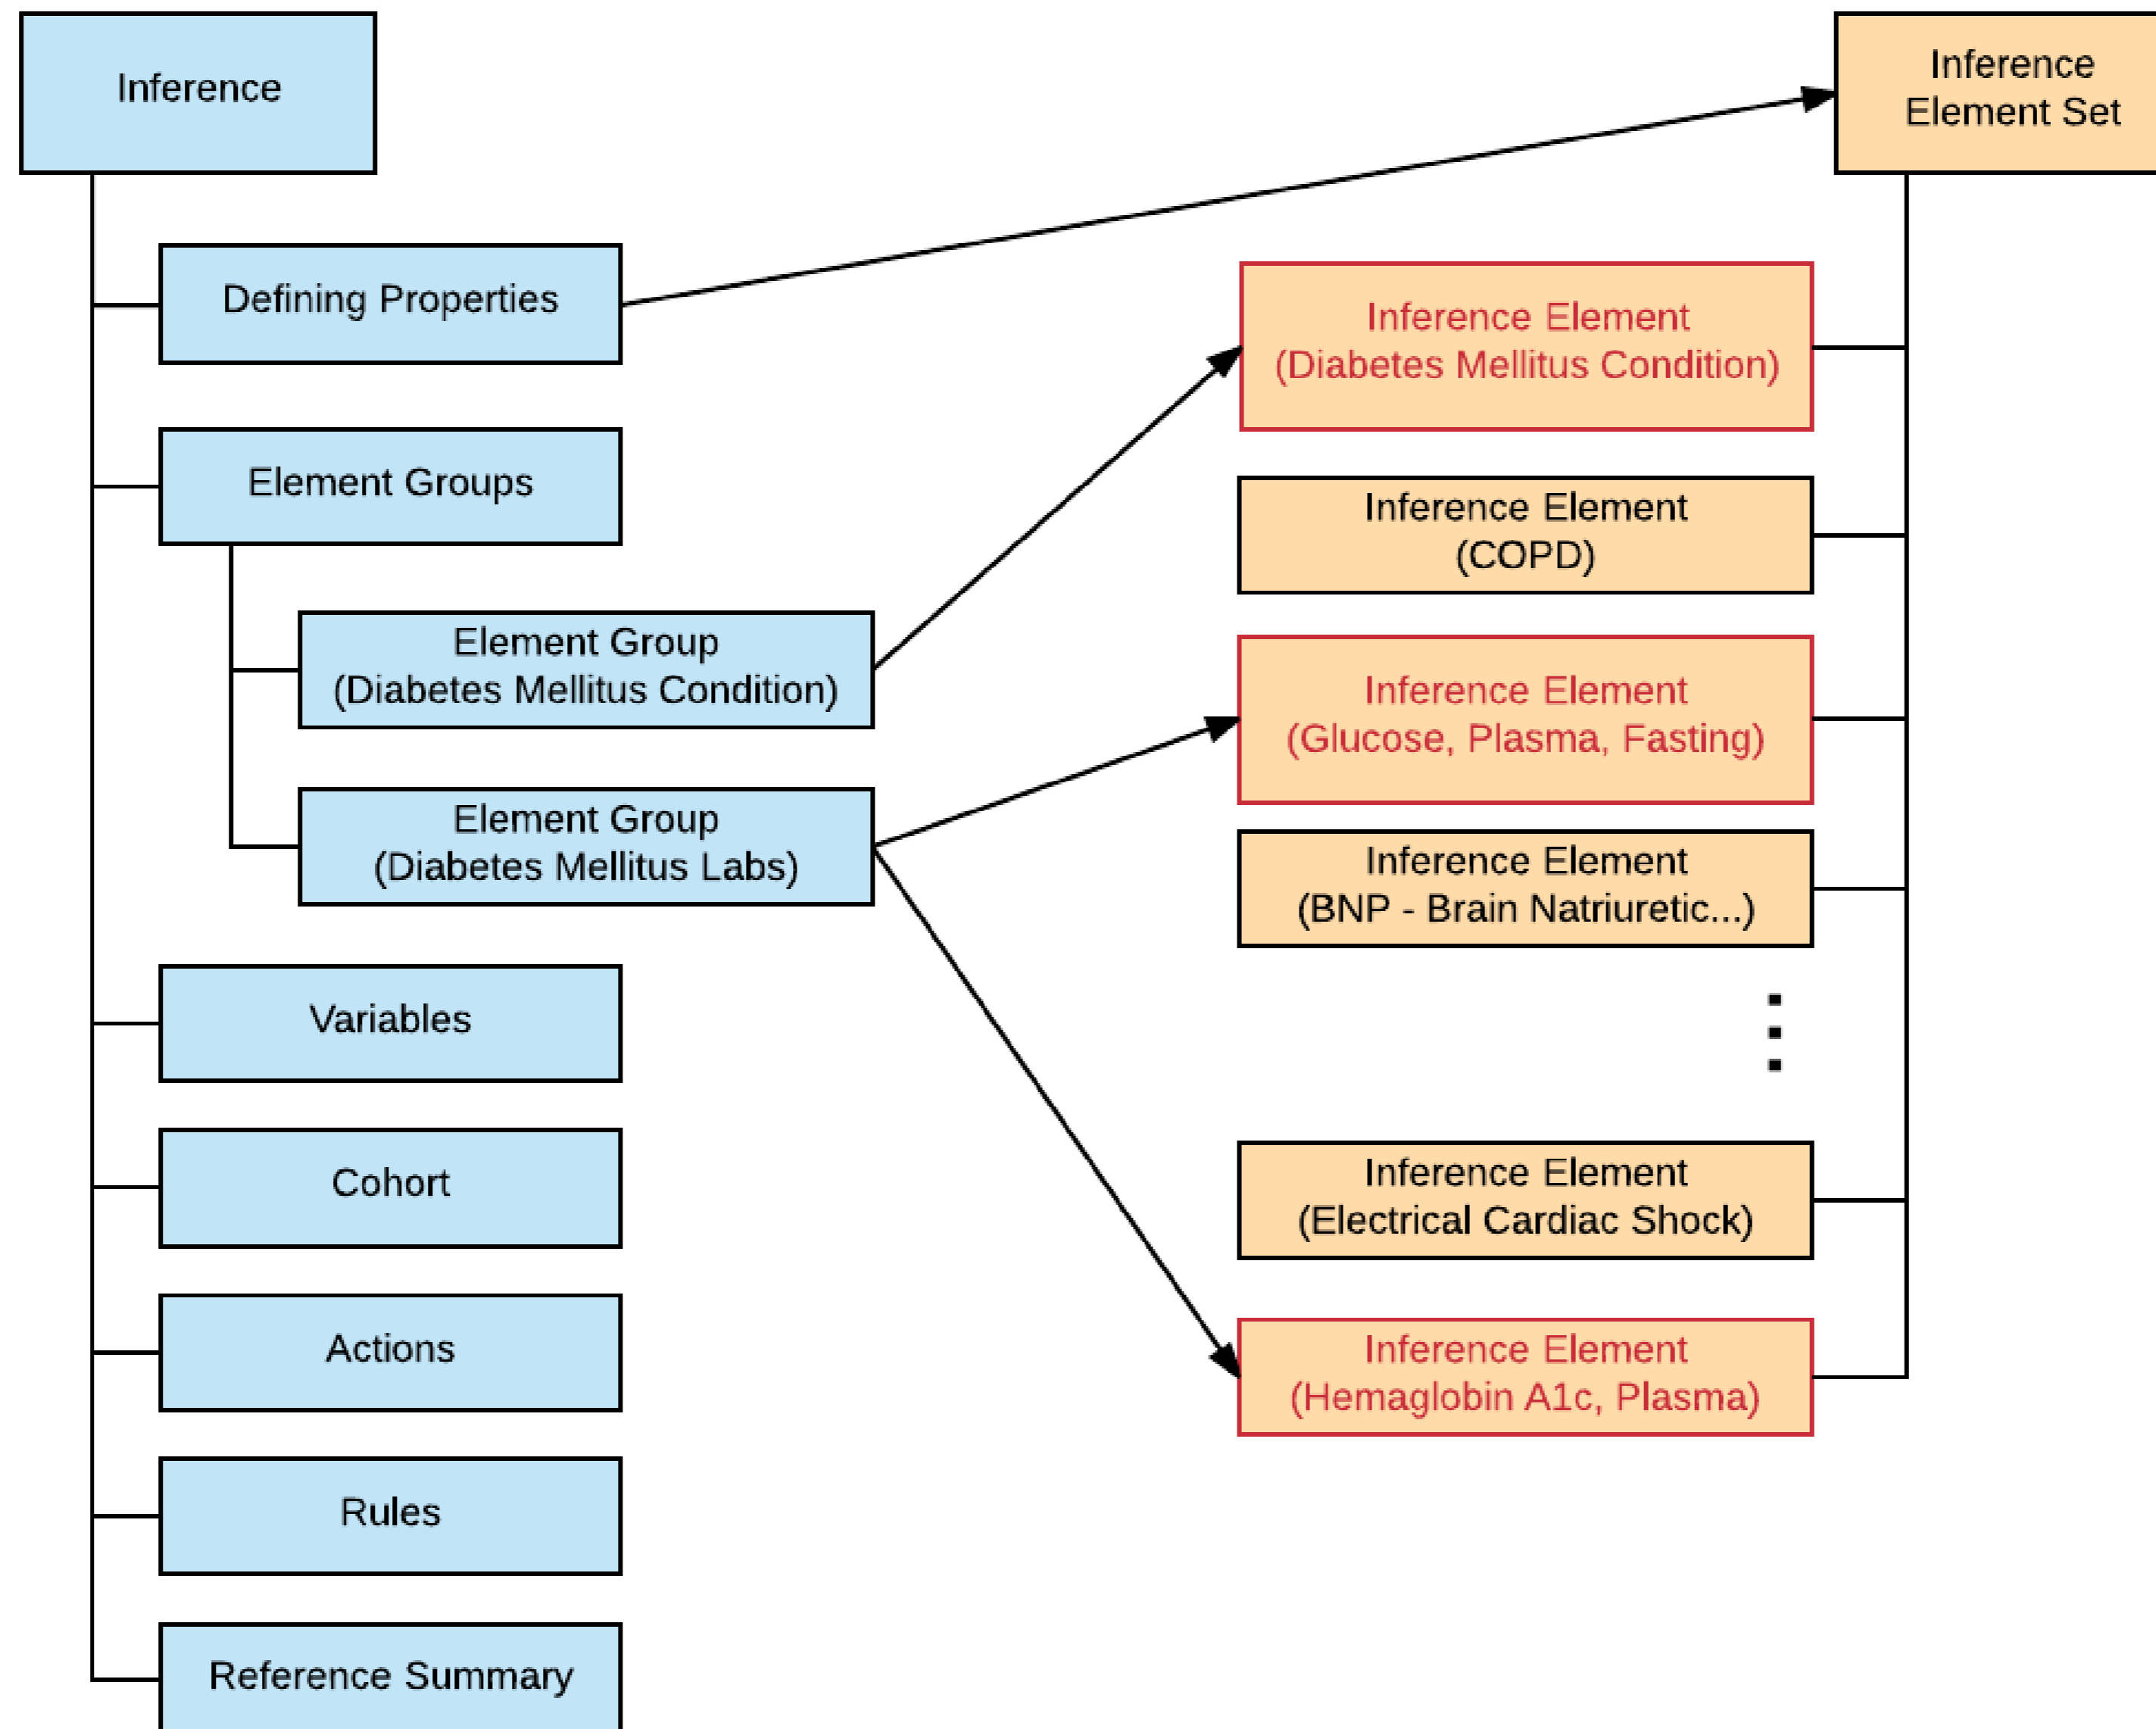 Inference
Inference
Element Set
Defining Properties
Element Groups
Element Group
(Diabetes Mellitus Condition)
Element Group
(Diabetes Mellitus Labs)
Variables
Cohort
Actions
Rules
Reference Summary
Inference Element
(Diabetes Mellitus Condition)
Inference Element
(COPD)
Inference Element
(Glucose, Plasma, Fasting)
Inference Element
(BNP - Brain Natriuretic...)
Inference Element
(Electrical Cardiac Shock)
Inference Element
(Hemaglobin A1c, Plasma)